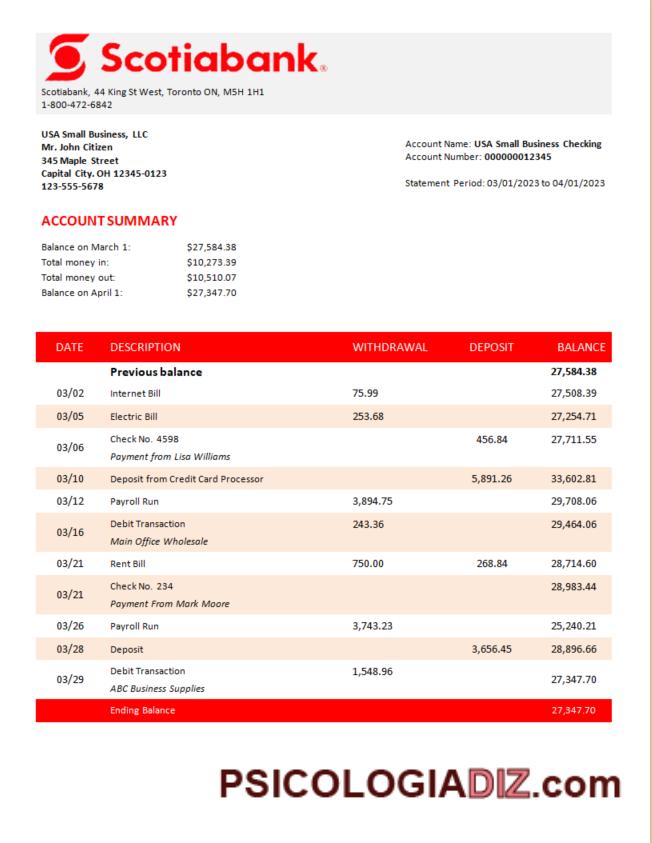 Scotiabank®
Scotiabank, 44 King St West, Toronto ON, M5H 1H1
1-800-472-6842
USA Small Business, LLC
Mr. John Citizen
345 Maple Street
Capital City. OH 12345-0123
123-555-5678
Account Name: USA Small Business Checking
Account Number: 000000012345
Statement Period: 03/01/2023 to 04/01/2023
ACCOUNT SUMMARY
Balance on March 1: $27,584.38
Total money in: $10,273.39
Total money out: $10,510.07
Balance on April 1: $27,347.70
DATE DESCRIPTION WITHDRAWAL DEPOSIT BALANCE
Previous balance 27,584.38
03/02 Internet Bill 75.99 27,508.39
03/05 Electric Bill 253.68 27,254.71
03/06 Check No. 4598 456.84 27,711.55
Payment from Lisa Williams
03/10 Deposit from Credit Card Processor 5,891.26 33,602.81
03/12 Payroll Run 3,894.75 29,708.06
03/16 Debit Transaction 243.36 29,464.06
Main Office Wholesale
03/21 Rent Bill 750.00 268.84 28,714.60
03/21 Check No. 234 28,983.44
Payment From Mark Moore
03/26 Payroll Run 3,743.23 25,240.21
03/28 Deposit 3,656.45 28,896.66
03/29 Debit Transaction 1,548.96 27,347.70
ABC Business Supplies
Ending Balance 27,347.70
PSICOLOGIADIZ.com